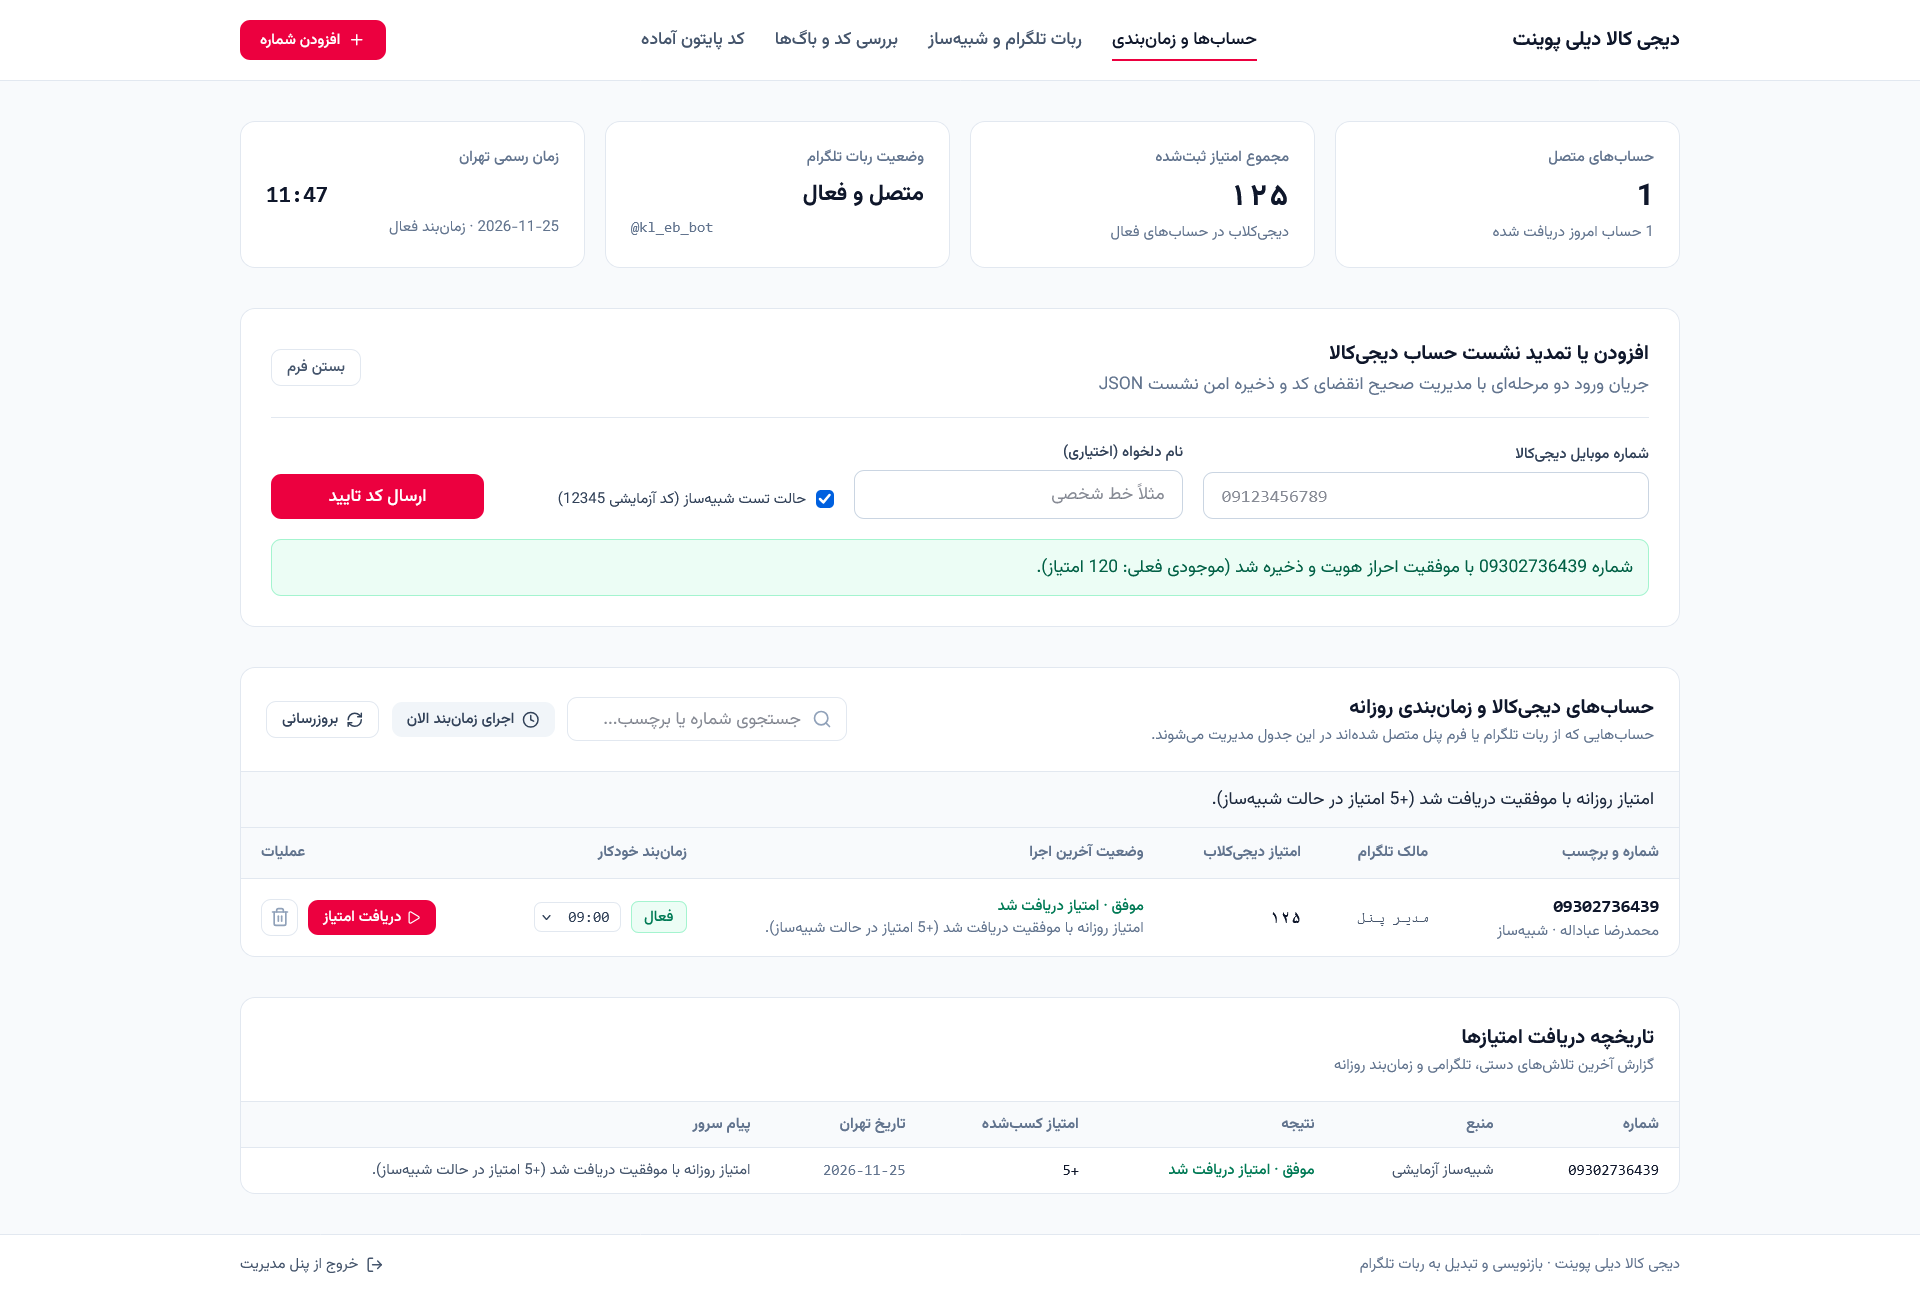 دیجی کالا دیلی پوینت
حساب‌ها و زمان‌بندی
ربات تلگرام و شبیه‌ساز
بررسی کد و باگ‌ها
کد پایتون آماده
افزودن شماره
حساب‌های متصل
1
1 حساب امروز دریافت شده
مجموع امتیاز ثبت‌شده
۱۲۵
دیجی‌کلاب در حساب‌های فعال
وضعیت ربات تلگرام
متصل و فعال
@kl_eb_bot
زمان رسمی تهران
11:47
2026-11-25 · زمان‌بند فعال
افزودن یا تمدید نشست حساب دیجی‌کالا
جریان ورود دو مرحله‌ای با مدیریت صحیح انقضای کد و ذخیره امن نشست JSON
بستن فرم
شماره موبایل دیجی‌کالا
09123456789
نام دلخواه (اختیاری)
مثلاً خط شخصی
حالت تست شبیه‌ساز (کد آزمایشی 12345)
ارسال کد تایید
شماره 09302736439 با موفقیت احراز هویت و ذخیره شد (موجودی فعلی: 120 امتیاز).
حساب‌های دیجی‌کالا و زمان‌بندی روزانه
حساب‌هایی که از ربات تلگرام یا فرم پنل متصل شده‌اند در این جدول مدیریت می‌شوند.
جستجوی شماره یا برچسب...
اجرای زمان‌بند الان
بروزرسانی
امتیاز روزانه با موفقیت دریافت شد (+5 امتیاز در حالت شبیه‌ساز).
شماره و برچسب
مالک تلگرام
امتیاز دیجی‌کلاب
وضعیت آخرین اجرا
زمان‌بند خودکار
عملیات
09302736439
محمدرضا عباداله · شبیه‌ساز
مدیر پنل
۱۲۵
موفق · امتیاز دریافت شد
امتیاز روزانه با موفقیت دریافت شد (+5 امتیاز در حالت شبیه‌ساز).
فعال
09:00
دریافت امتیاز
تاریخچه دریافت امتیازها
گزارش آخرین تلاش‌های دستی، تلگرامی و زمان‌بند روزانه
شماره
منبع
نتیجه
امتیاز کسب‌شده
تاریخ تهران
پیام سرور
09302736439
شبیه‌ساز آزمایشی
موفق · امتیاز دریافت شد
+5
2026-11-25
امتیاز روزانه با موفقیت دریافت شد (+5 امتیاز در حالت شبیه‌ساز).
دیجی کالا دیلی پوینت · بازنویسی و تبدیل به ربات تلگرام
خروج از پنل مدیریت